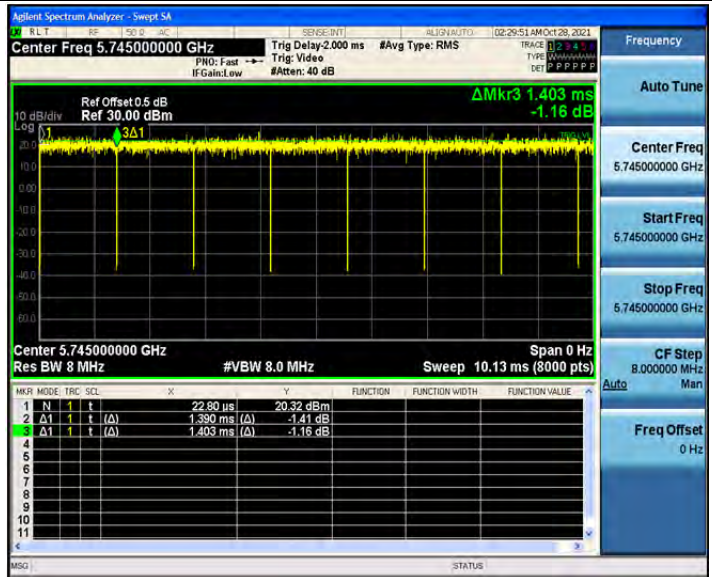 Agilent Spectrum Analyzer - Swept SA
RLT RF 50 Ω AC SENSE:INT ALIGNAUTO 02:29:51 AM Oct 28, 2021
Center Freq 5.745000000 GHz
PNO: Fast
IFGain:Low
Trig Delay-2.000 ms
Trig: Video
#Atten: 40 dB
#Avg Type: RMS
TRACE 1 2 3 4 5 6
TYPE
DET P P P P P P
Frequency
ΔMkr3 1.403 ms
-1.16 dB
Ref Offset 0.5 dB
10 dB/div Ref 30.00 dBm
Log
1 3Δ1
TRIG LVL
20.0
10.0
0.00
-10.0
-20.0
-30.0
-40.0
-50.0
-60.0
Center 5.745000000 GHz Span 0 Hz
Res BW 8 MHz #VBW 8.0 MHz Sweep 10.13 ms (8000 pts)
MKR MODE TRC SCL X Y FUNCTION FUNCTION WIDTH FUNCTION VALUE
1 N 1 t 22.80 µs 20.32 dBm
2 Δ1 1 t (Δ) 1.390 ms (Δ) -1.41 dB
3 Δ1 1 t (Δ) 1.403 ms (Δ) -1.16 dB
4
5
6
7
8
9
10
11
Auto Tune
Center Freq
5.745000000 GHz
Start Freq
5.745000000 GHz
Stop Freq
5.745000000 GHz
CF Step
8.000000 MHz
Auto Man
Freq Offset
0 Hz
MSG STATUS